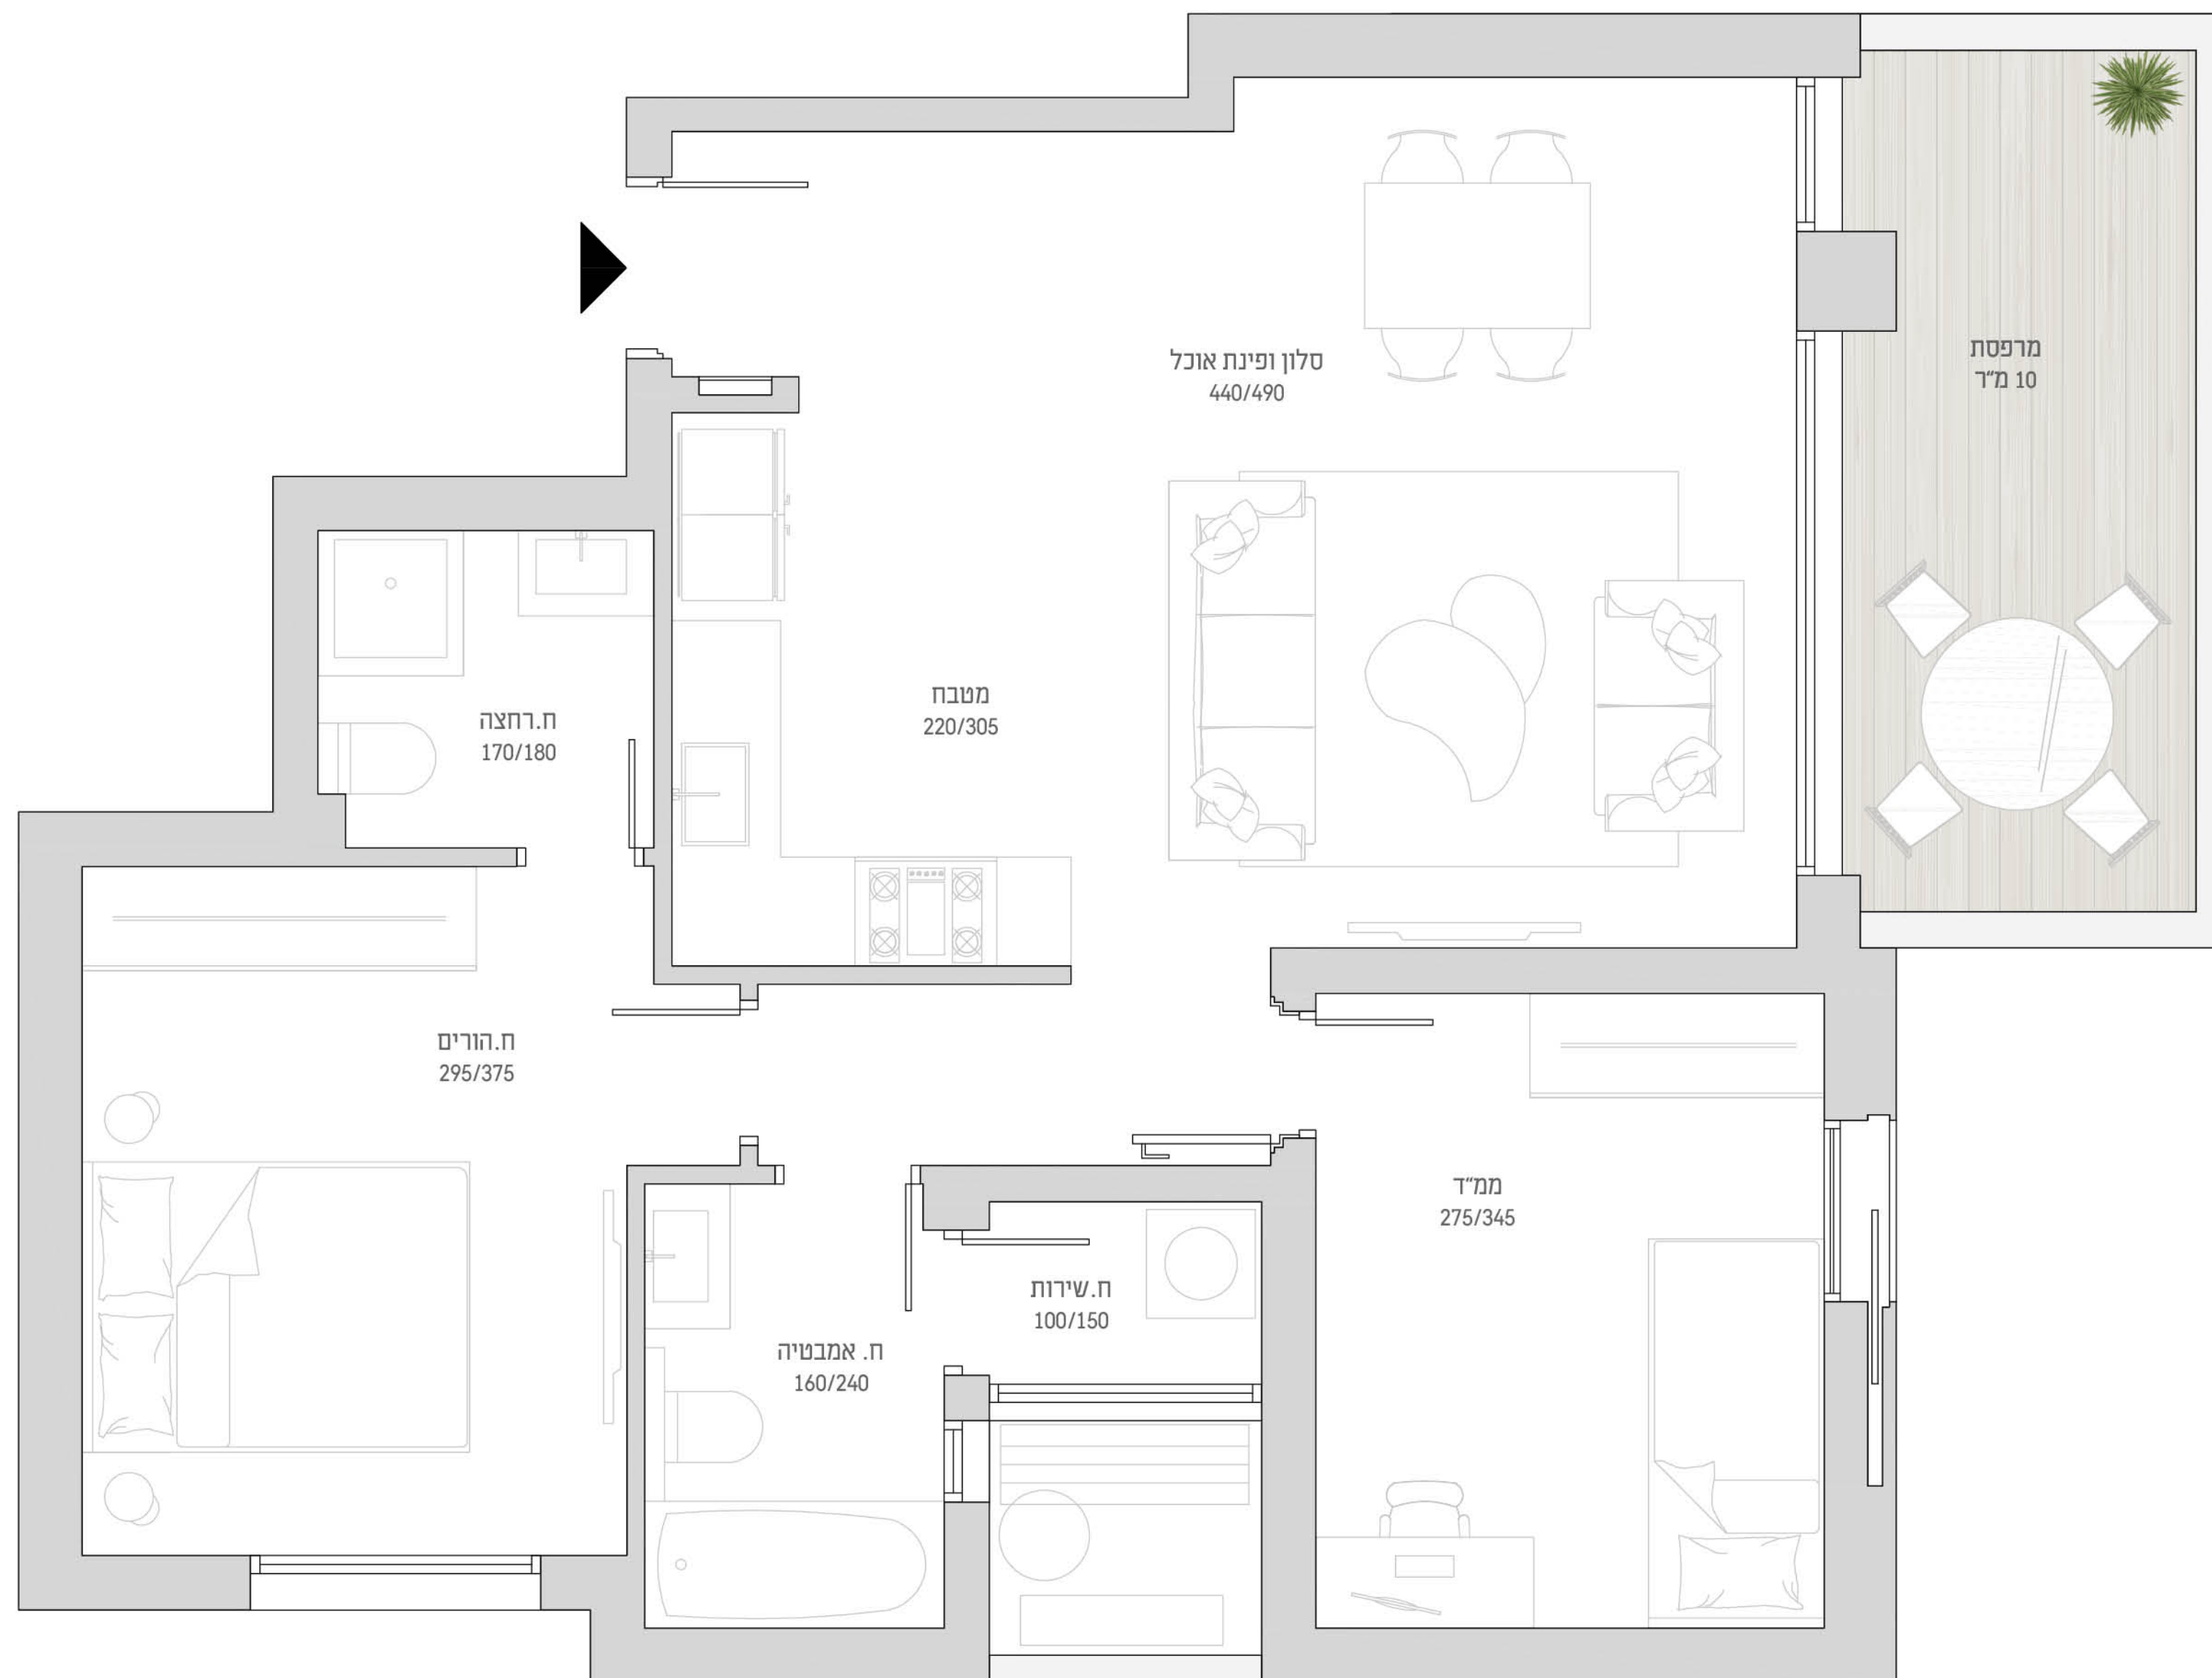 סלון ופינת אוכל
440/490
מרפסת
10 מ״ר
מטבח
220/305
ח.רחצה
170/180
ח.הורים
295/375
ממ״ד
275/345
ח.שירות
100/150
ח. אמבטיה
160/240